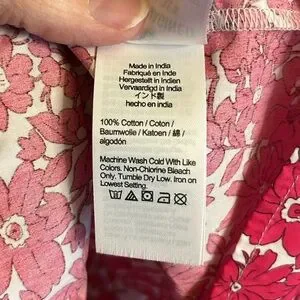 Made in India
Fabriqué en Inde
Hergestellt in Indien
Vervaardigd in India
インド製
hecho en india
100% Cotton / Coton /
Baumwolle / Katoen / 綿 /
algodón
Machine Wash Cold With Like
Colors. Non-Chlorine Bleach
Only. Tumble Dry Low. Iron on
Lowest Setting.